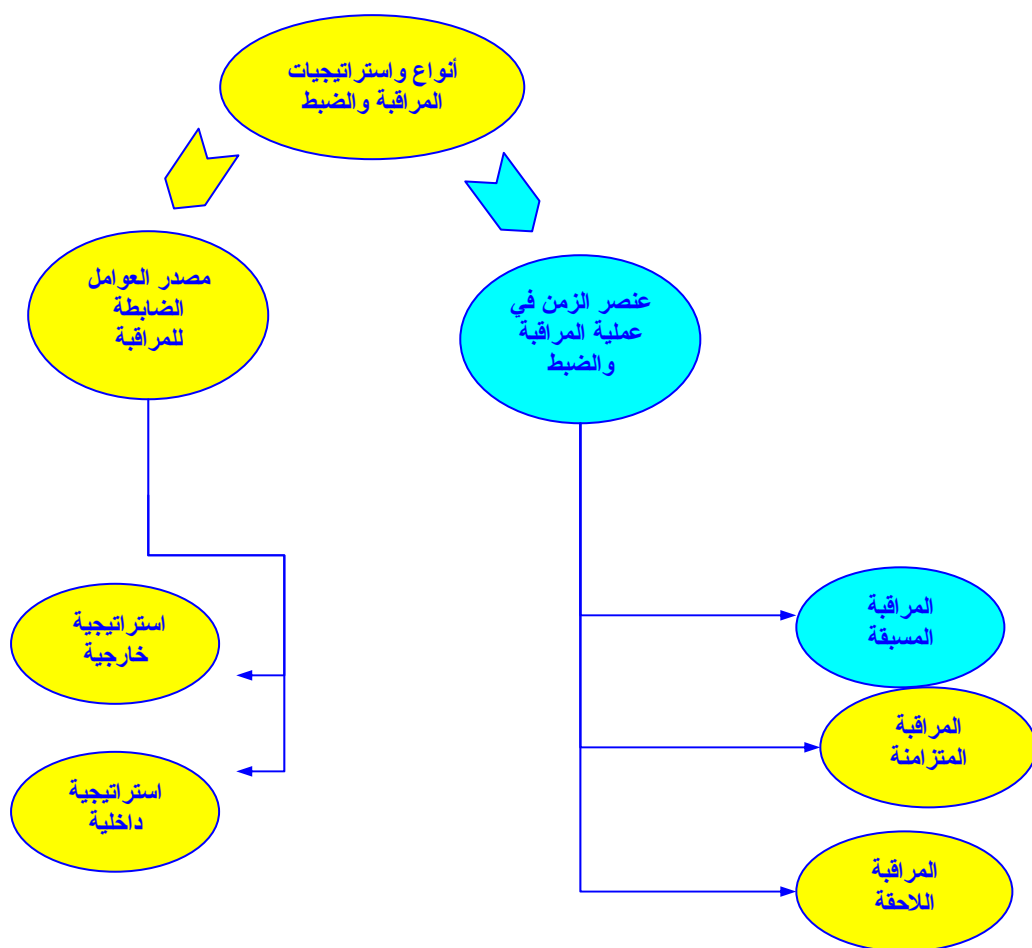 أنواع واستراتيجيات
المراقبة والضبط
عنصر الزمن في
عملية المراقبة
والضبط
المراقبة
المسبقة
المراقبة
المتزامنة
المراقبة
اللاحقة
مصدر العوامل
الضابطة
للمراقبة
استراتيجية
خارجية
استراتيجية
داخلية